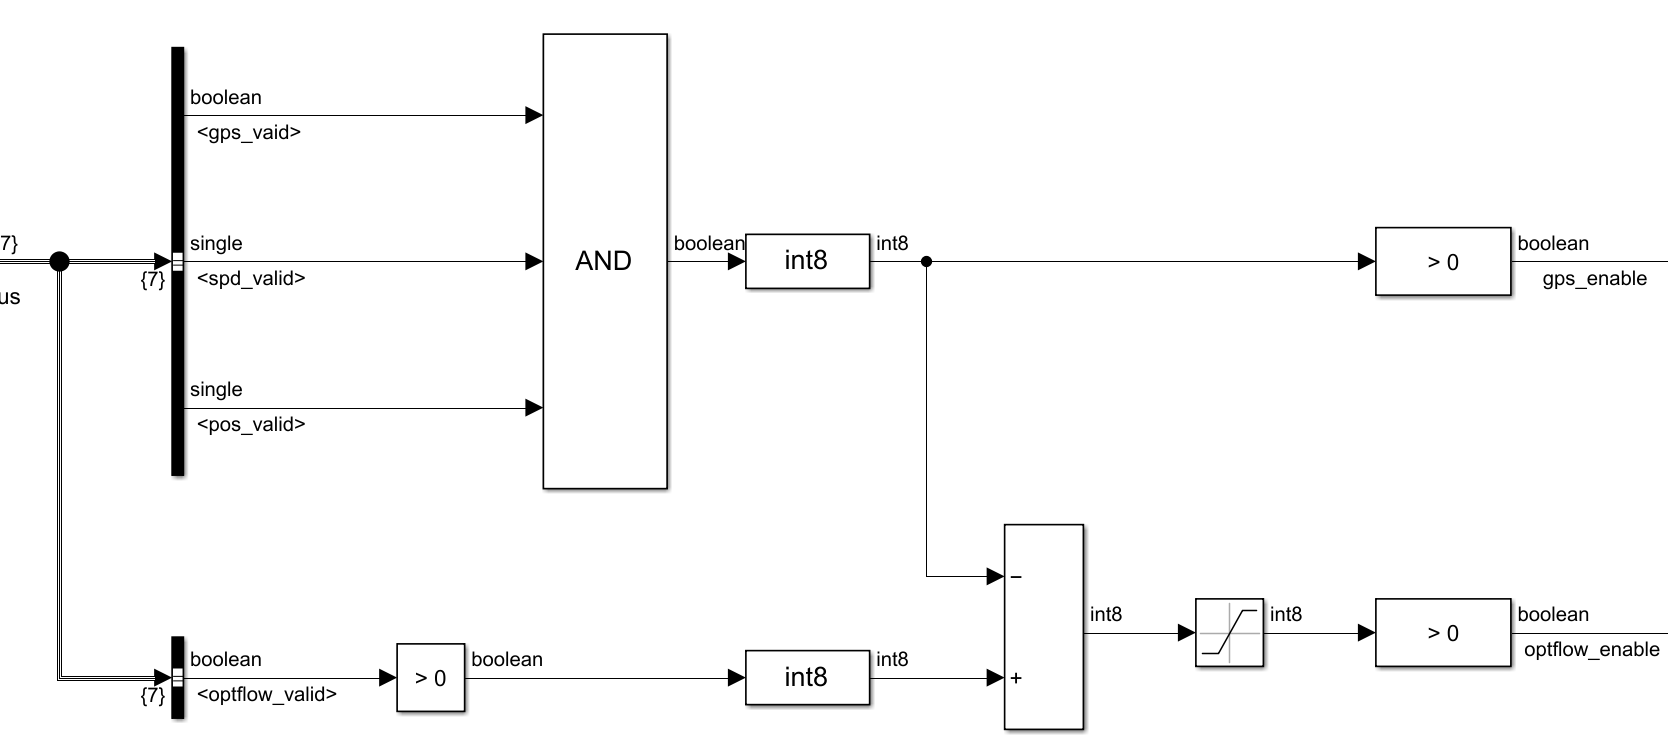 boolean
<gps_vaid>
7}
single
AND
boolean
int8
int8
> 0
boolean
{7}
<spd_valid>
gps_enable
us
single
<pos_valid>
−
int8
int8
> 0
boolean
boolean
> 0
boolean
int8
int8
+
optflow_enable
{7}
<optflow_valid>